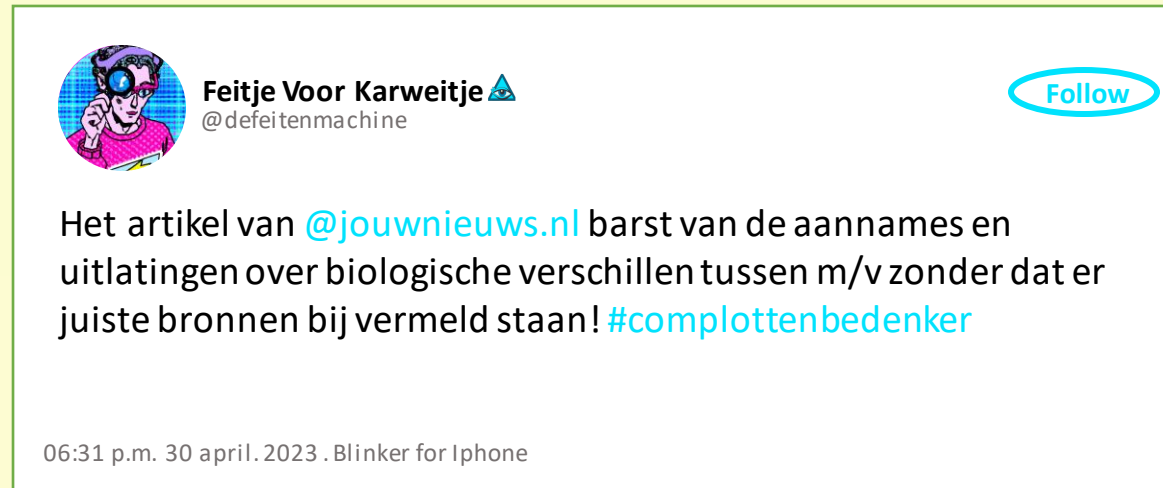 Feitje Voor Karweitje
@defeitenmachine
Follow
Het artikel van @jouwnieuws.nl barst van de aannames en
uitlatingen over biologische verschillen tussen m/v zonder dat er
juiste bronnen bij vermeld staan! #complottenbedenker
06:31 p.m. 30 april. 2023 . Blinker for Iphone